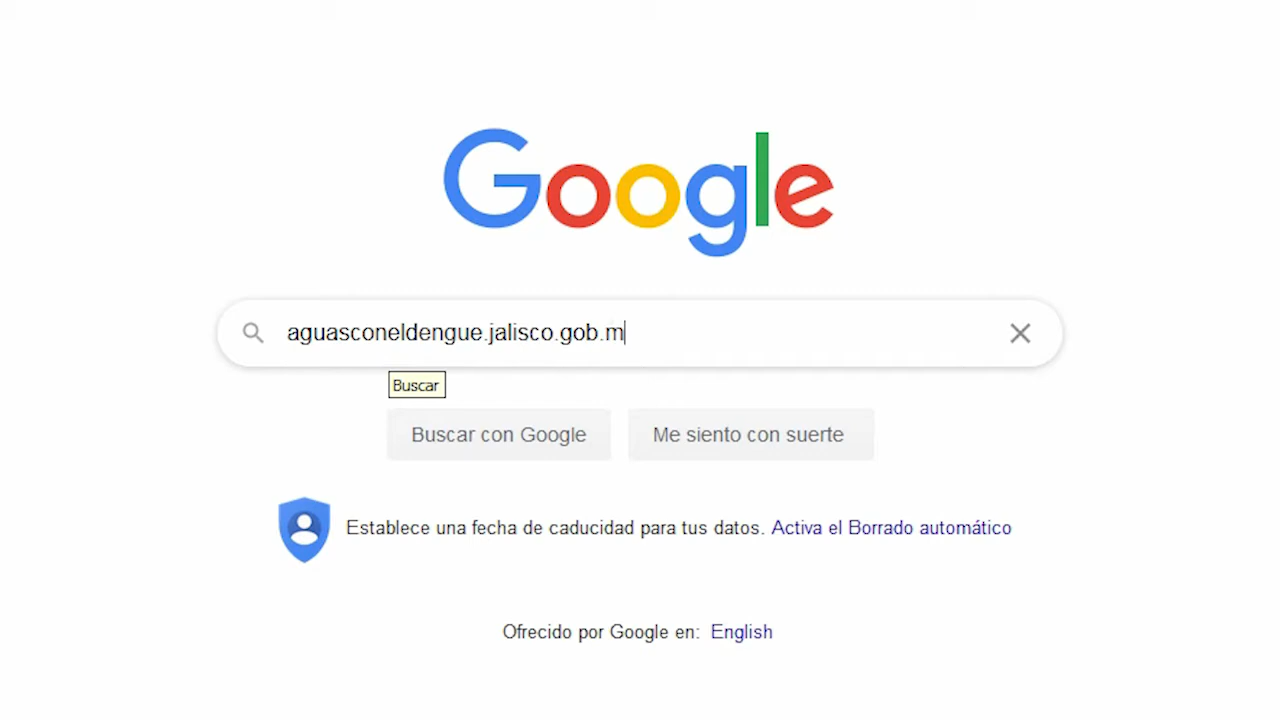 Google
aguasconeldengue.jalisco.gob.m
Buscar
Buscar con Google
Me siento con suerte
Establece una fecha de caducidad para tus datos. Activa el Borrado automático
Ofrecido por Google en: English